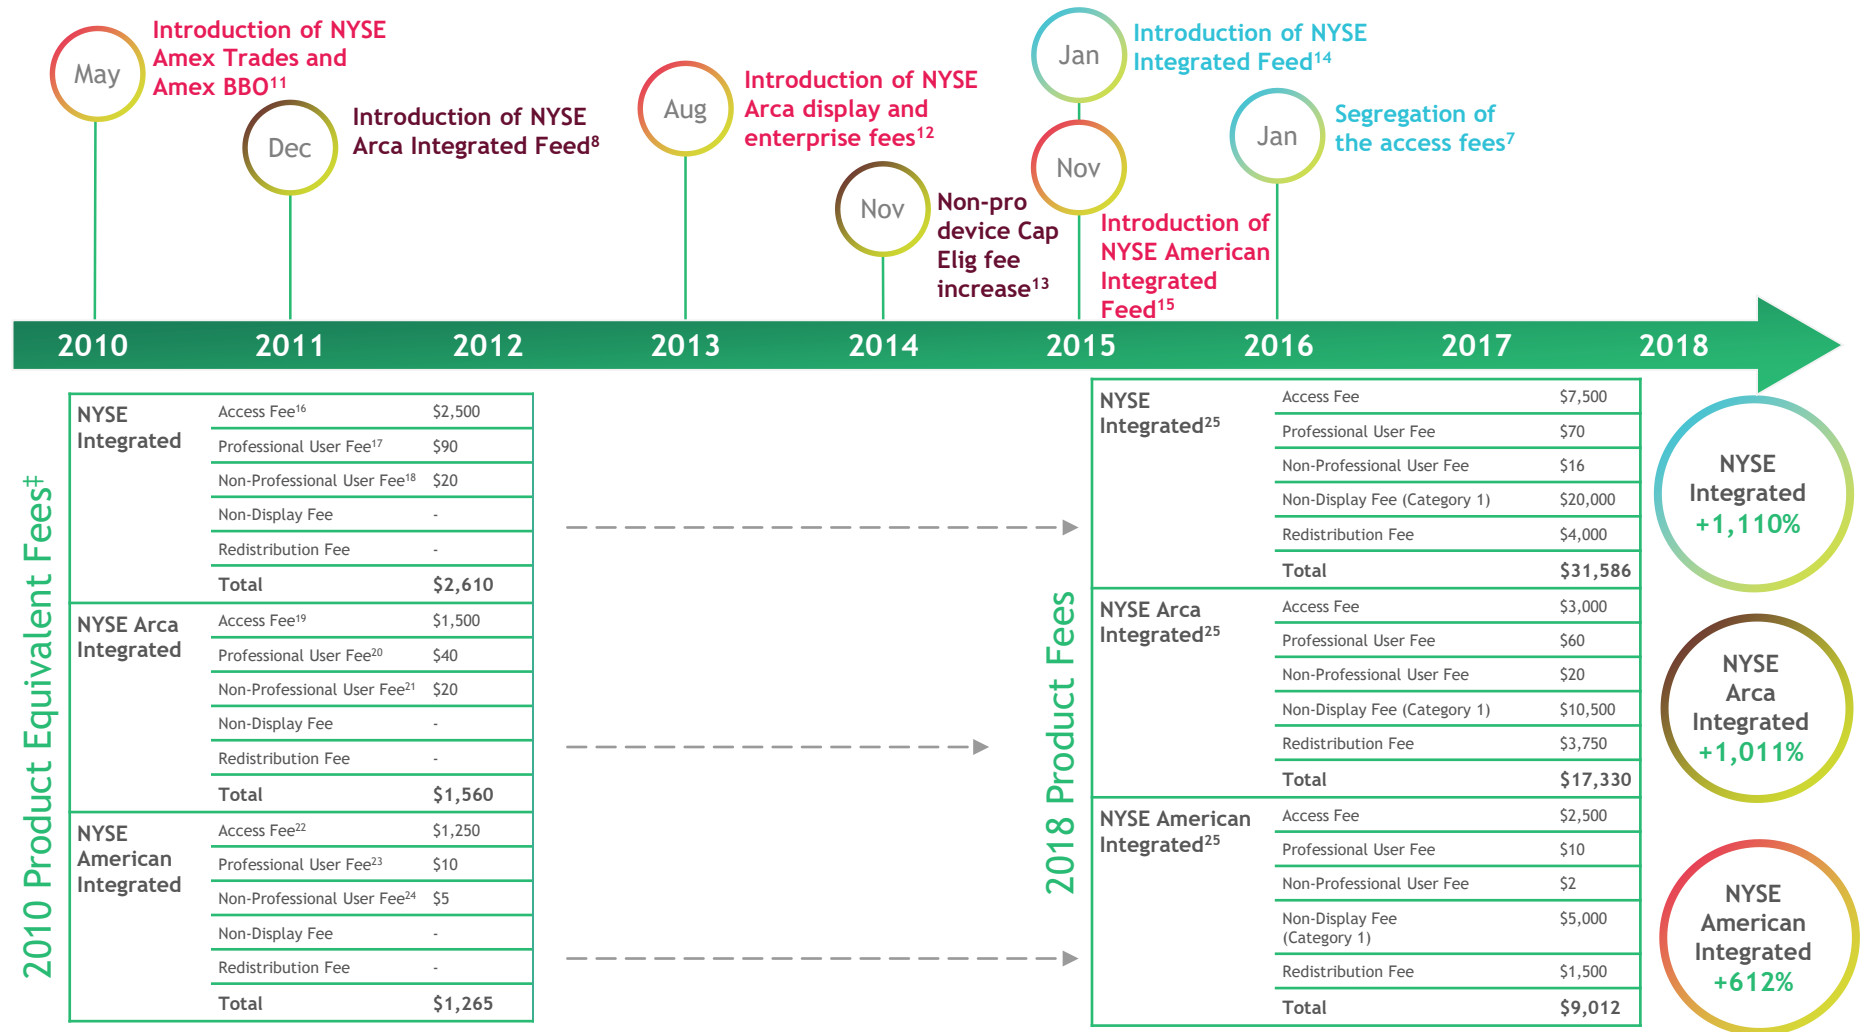 May
Introduction of NYSE
Amex Trades and
Amex BBO11
Dec
Introduction of NYSE
Arca Integrated Feed8
Aug
Introduction of NYSE
Arca display and
enterprise fees12
Nov
Non-pro
device Cap
Elig fee
increase13
Jan
Introduction of NYSE
Integrated Feed14
Nov
Introduction of
NYSE American
Integrated
Feed15
Jan
Segregation of
the access fees7
2010 2011 2012 2013 2014 2015 2016 2017 2018
2010 Product Equivalent Fees‡
NYSE
Integrated
Access Fee16 $2,500
Professional User Fee17 $90
Non-Professional User Fee18 $20
Non-Display Fee -
Redistribution Fee -
Total $2,610
NYSE Arca
Integrated
Access Fee19 $1,500
Professional User Fee20 $40
Non-Professional User Fee21 $20
Non-Display Fee -
Redistribution Fee -
Total $1,560
NYSE
American
Integrated
Access Fee22 $1,250
Professional User Fee23 $10
Non-Professional User Fee24 $5
Non-Display Fee -
Redistribution Fee -
Total $1,265
2018 Product Fees
NYSE
Integrated25
Access Fee $7,500
Professional User Fee $70
Non-Professional User Fee $16
Non-Display Fee (Category 1) $20,000
Redistribution Fee $4,000
Total $31,586
NYSE Arca
Integrated25
Access Fee $3,000
Professional User Fee $60
Non-Professional User Fee $20
Non-Display Fee (Category 1) $10,500
Redistribution Fee $3,750
Total $17,330
NYSE American
Integrated25
Access Fee $2,500
Professional User Fee $10
Non-Professional User Fee $2
Non-Display Fee $5,000
(Category 1)
Redistribution Fee $1,500
Total $9,012
NYSE
Integrated
+1,110%
NYSE
Arca
Integrated
+1,011%
NYSE
American
Integrated
+612%